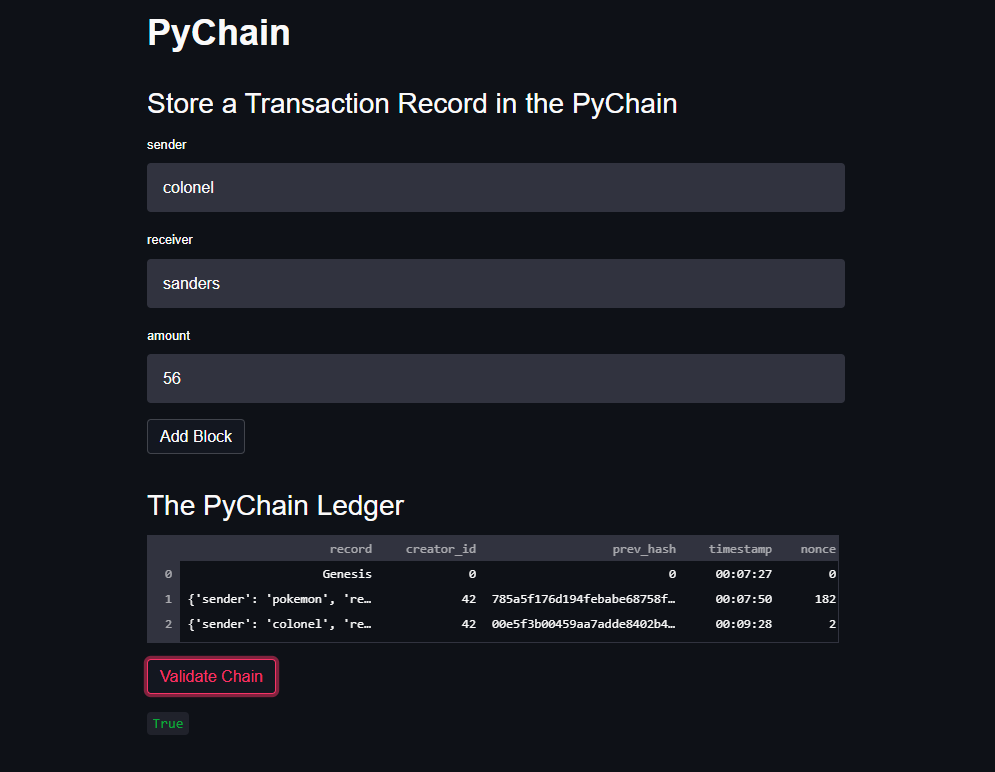 PyChain
Store a Transaction Record in the PyChain
sender
colonel
receiver
sanders
amount
56
Add Block
The PyChain Ledger
record creator_id prev_hash timestamp nonce
0 Genesis 0 0 00:07:27 0
1 {'sender': 'pokemon', 're… 42 785a5f176d194febabe68758f… 00:07:50 182
2 {'sender': 'colonel', 're… 42 00e5f3b00459aa7adde8402b4… 00:09:28 2
Validate Chain
True